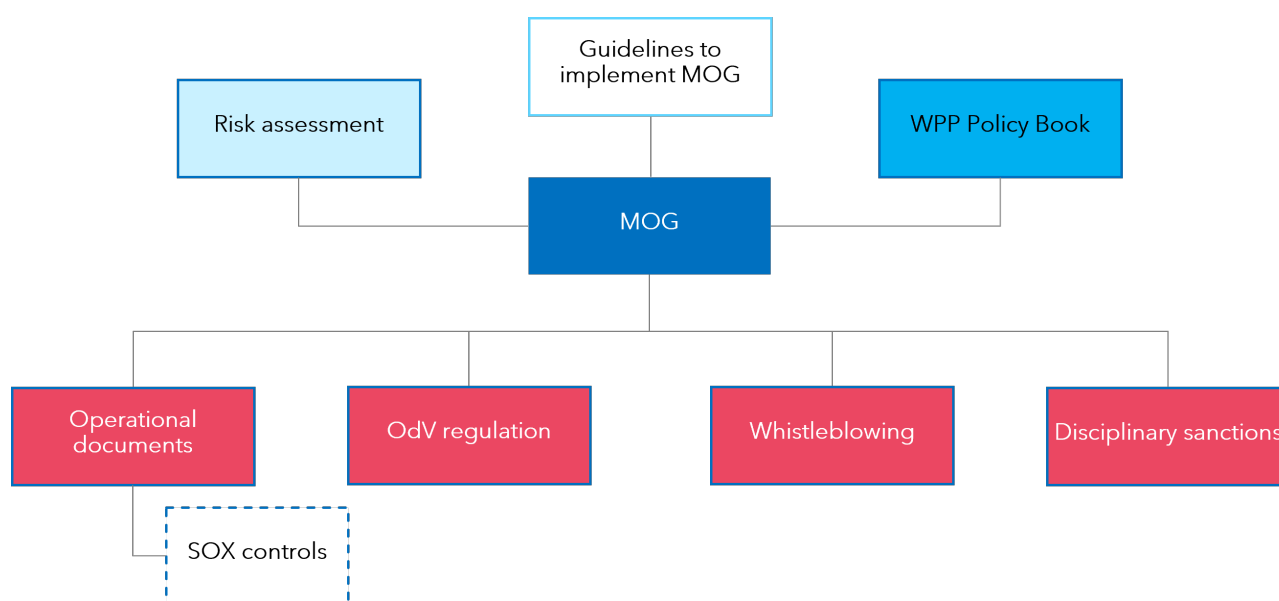 Guidelines to
implement MOG
Risk assessment
WPP Policy Book
MOG
Operational
documents
OdV regulation
Whistleblowing
Disciplinary sanctions
SOX controls